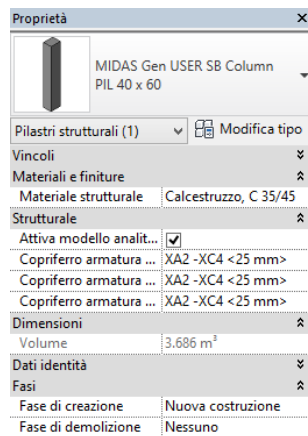 Proprietà
MIDAS Gen USER SB Column
PIL 40 x 60
Pilastri strutturali (1) Modifica tipo
Vincoli
Materiali e finiture
Materiale strutturale Calcestruzzo, C 35/45
Strutturale
Attiva modello analit...
Copriferro armatura ... XA2 -XC4 <25 mm>
Copriferro armatura ... XA2 -XC4 <25 mm>
Copriferro armatura ... XA2 -XC4 <25 mm>
Dimensioni
Volume 3.686 m³
Dati identità
Fasi
Fase di creazione Nuova costruzione
Fase di demolizione Nessuno